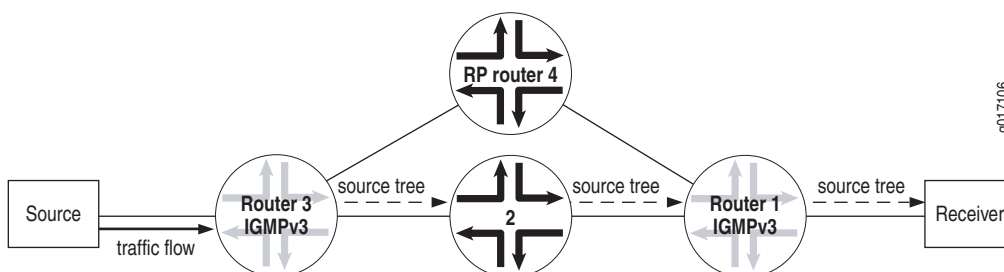 RP router 4
g017106
source tree
source tree
source tree
Source
Router 3
IGMPv3
2
Router 1
IGMPv3
Receiver
traffic flow